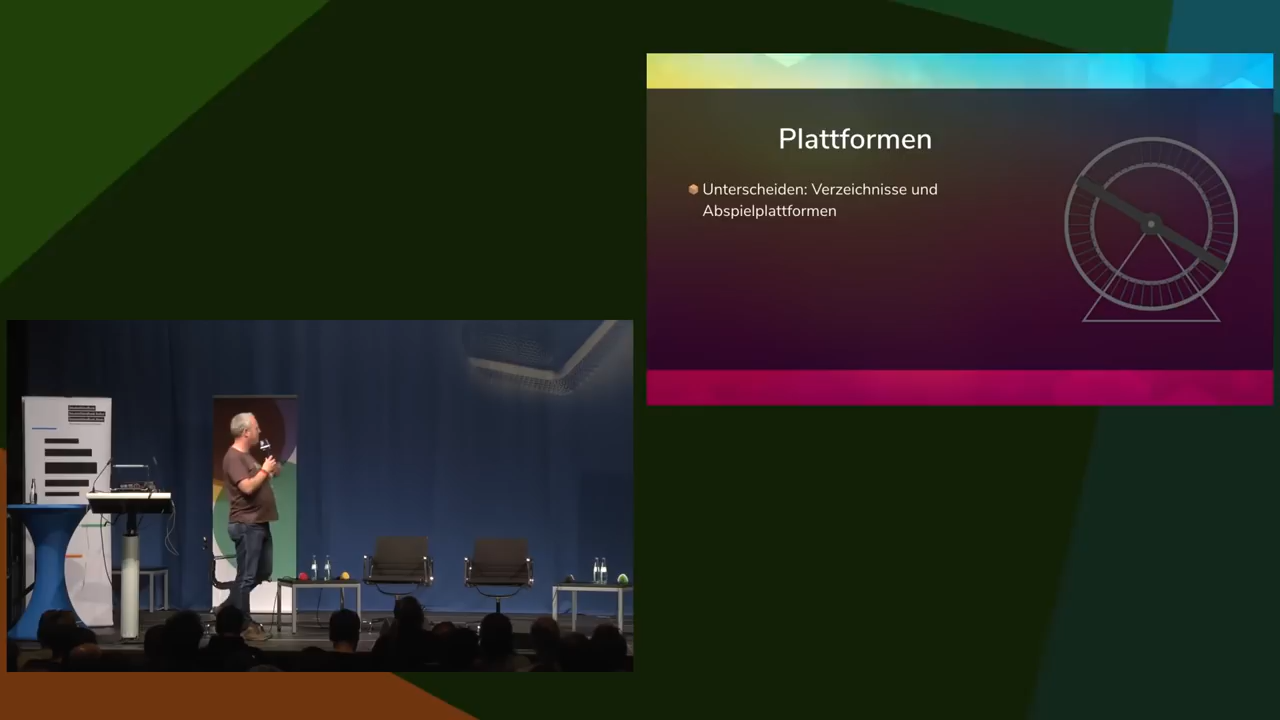 Plattformen
Unterscheiden: Verzeichnisse und
Abspielplattformen